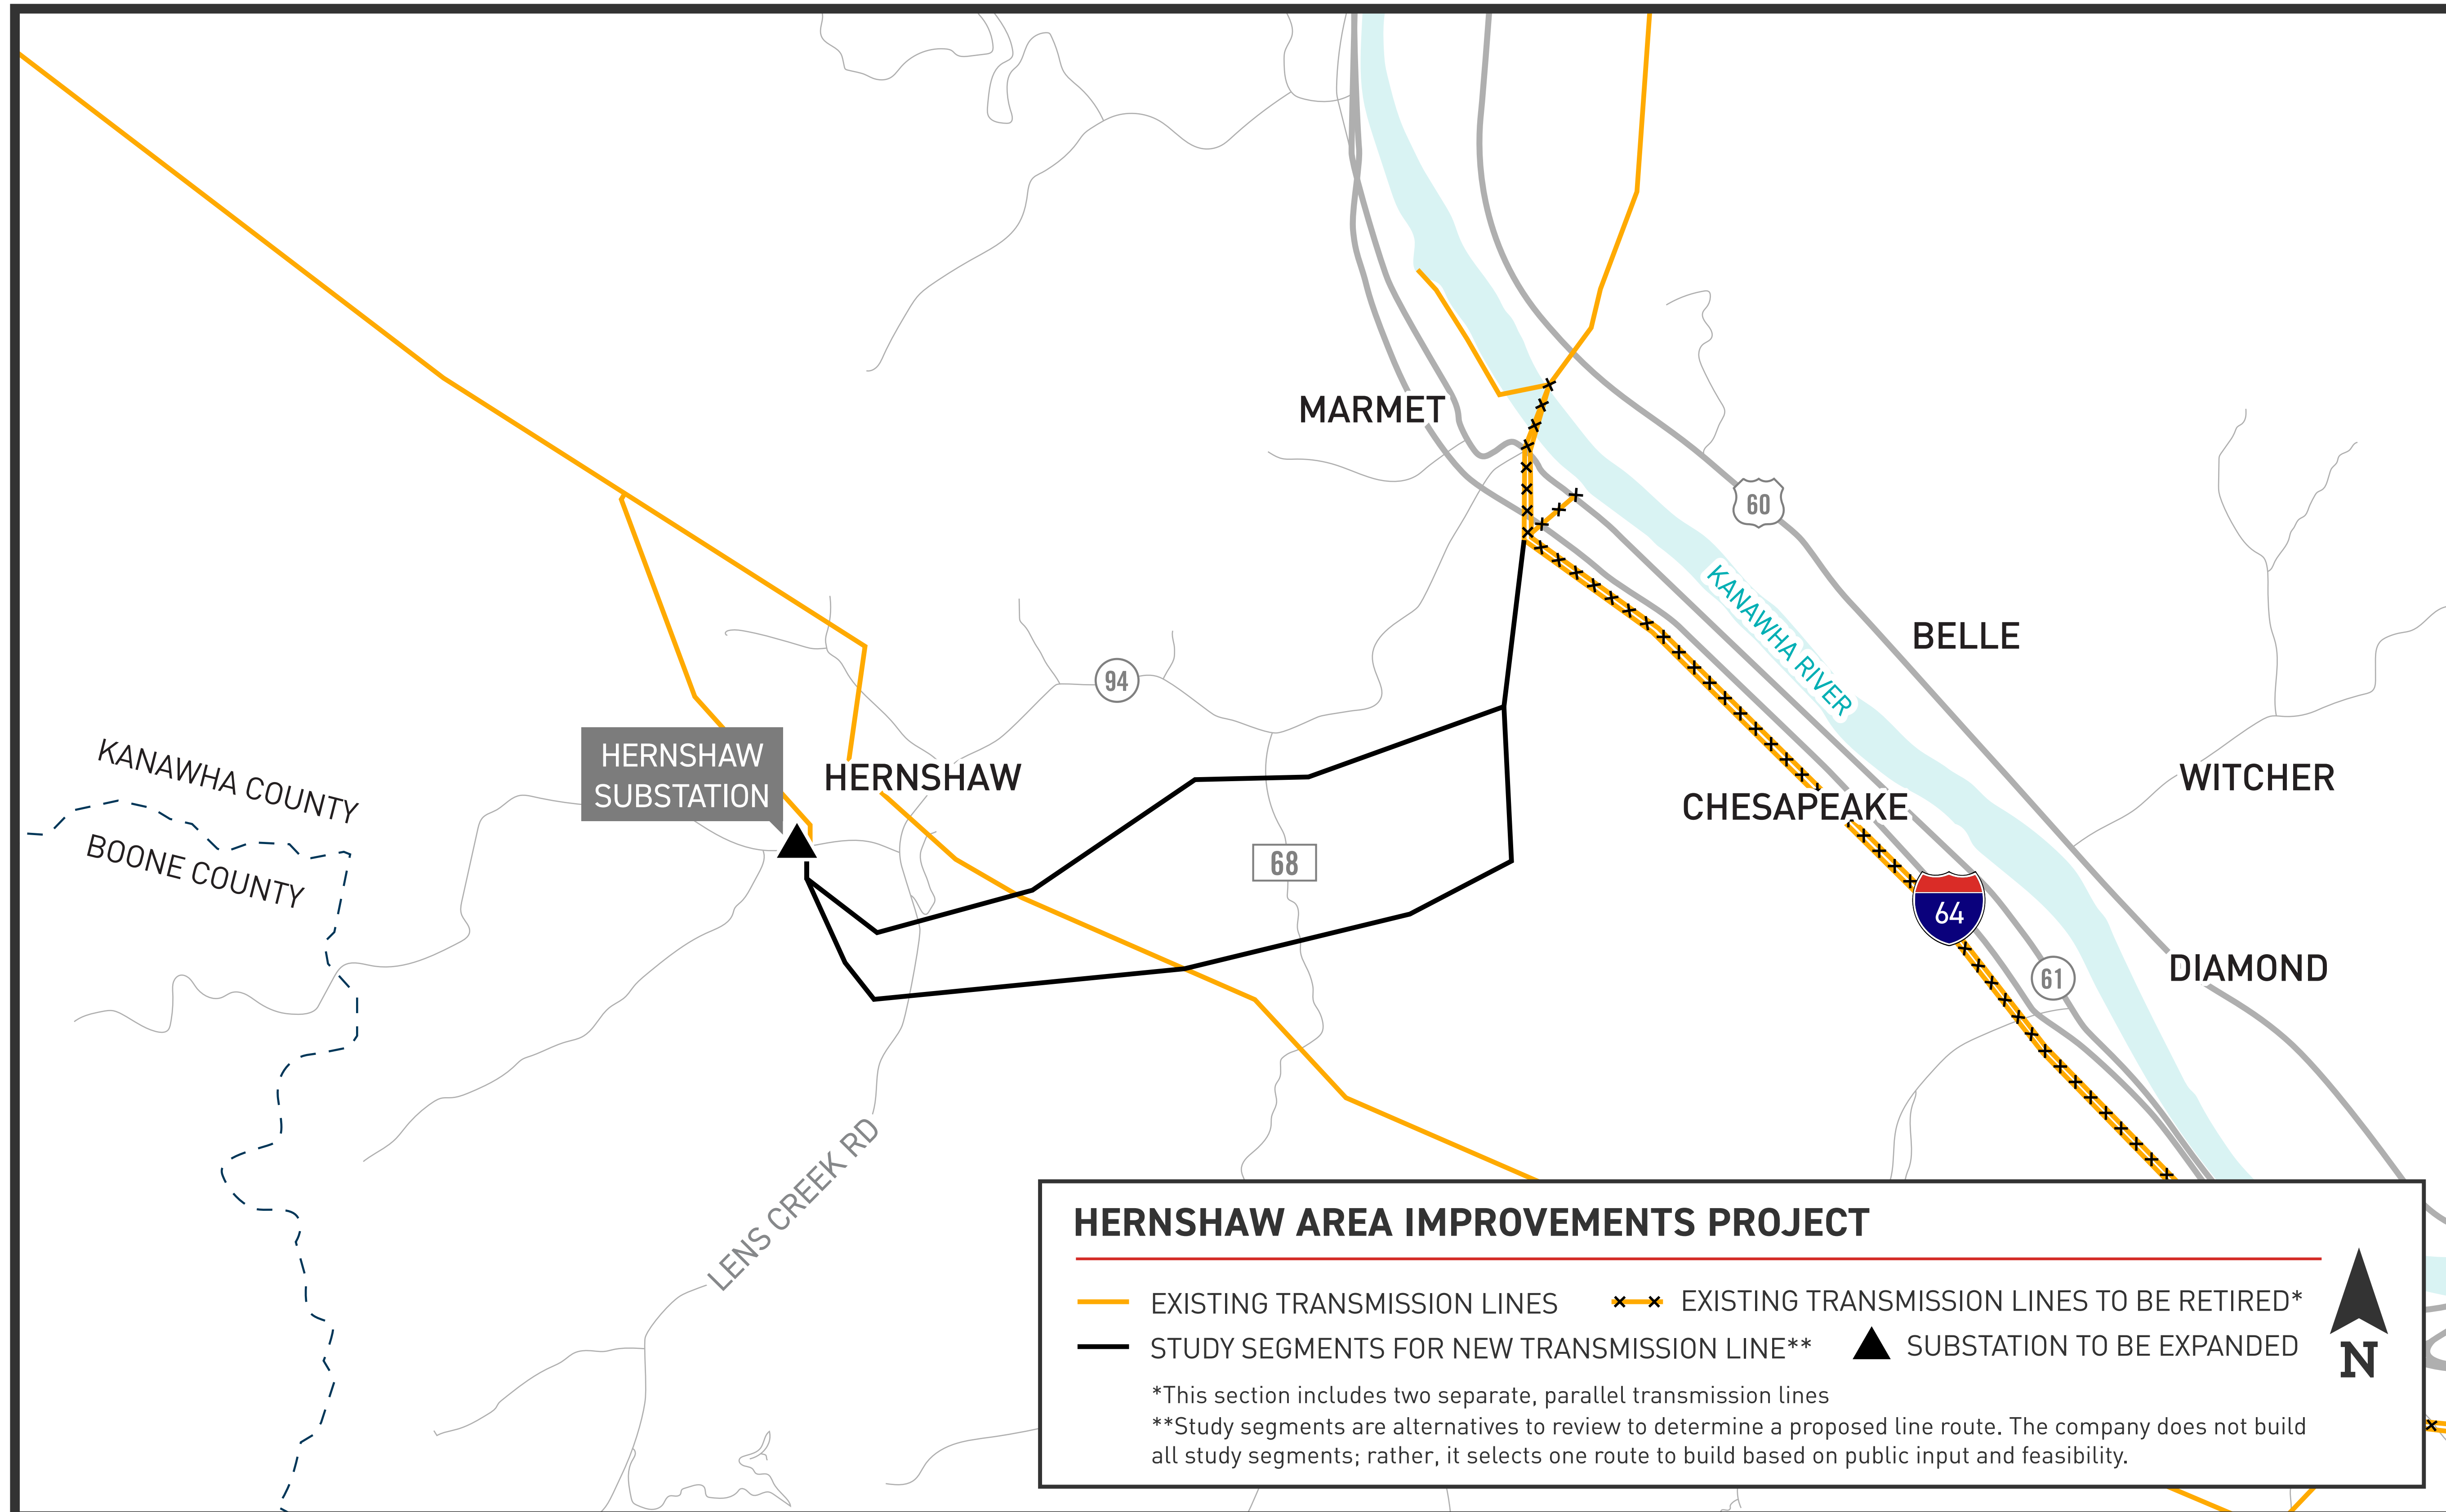 MARMET
60
KANAWHA RIVER
BELLE
94
KANAWHA COUNTY
BOONE COUNTY
HERNSHAW
SUBSTATION
HERNSHAW
WITCHER
CHESAPEAKE
68
64
61
DIAMOND
LENS CREEK RD
HERNSHAW AREA IMPROVEMENTS PROJECT
EXISTING TRANSMISSION LINES
EXISTING TRANSMISSION LINES TO BE RETIRED*
STUDY SEGMENTS FOR NEW TRANSMISSION LINE**
SUBSTATION TO BE EXPANDED
N
*This section includes two separate, parallel transmission lines
**Study segments are alternatives to review to determine a proposed line route. The company does not build
all study segments; rather, it selects one route to build based on public input and feasibility.